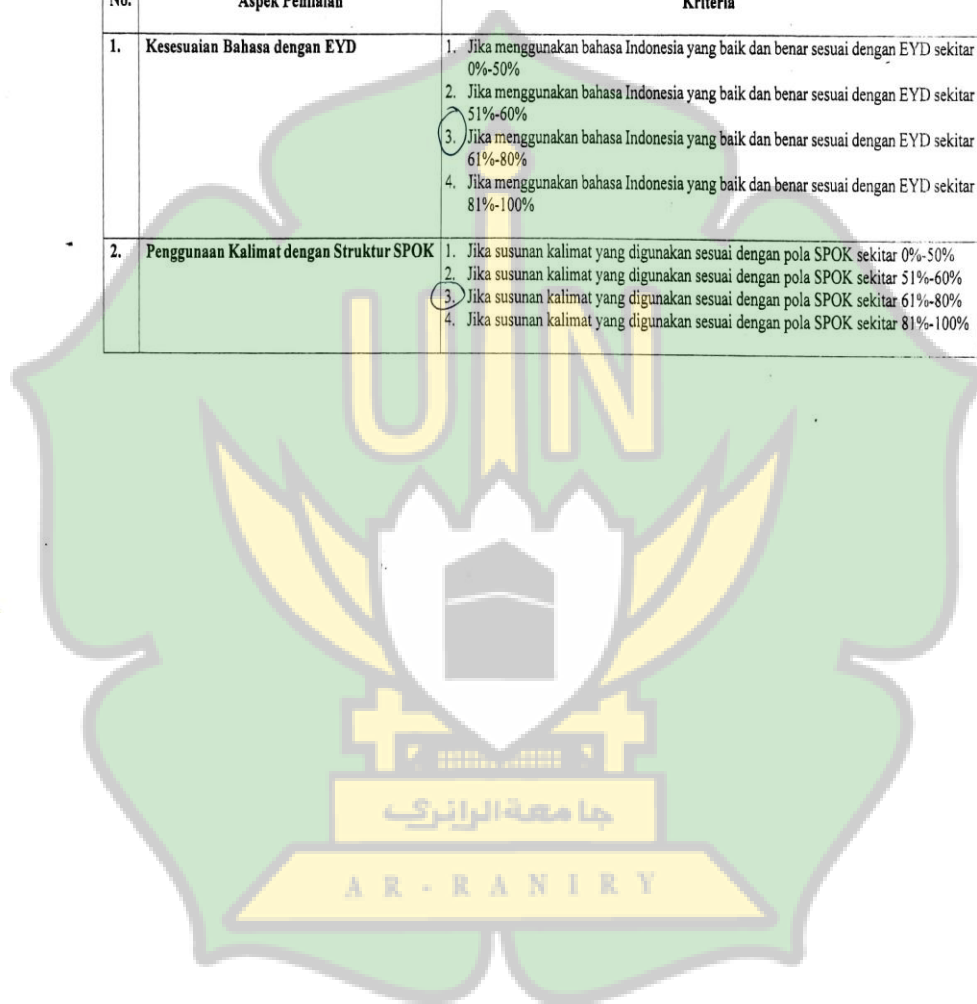 No. Aspek Penilaian Kriteria
1. Kesesuaian Bahasa dengan EYD 1. Jika menggunakan bahasa Indonesia yang baik dan benar sesuai dengan EYD sekitar
0%-50%
2. Jika menggunakan bahasa Indonesia yang baik dan benar sesuai dengan EYD sekitar
51%-60%
3. Jika menggunakan bahasa Indonesia yang baik dan benar sesuai dengan EYD sekitar
61%-80%
4. Jika menggunakan bahasa Indonesia yang baik dan benar sesuai dengan EYD sekitar
81%-100%
2. Penggunaan Kalimat dengan Struktur SPOK 1. Jika susunan kalimat yang digunakan sesuai dengan pola SPOK sekitar 0%-50%
2. Jika susunan kalimat yang digunakan sesuai dengan pola SPOK sekitar 51%-60%
3. Jika susunan kalimat yang digunakan sesuai dengan pola SPOK sekitar 61%-80%
4. Jika susunan kalimat yang digunakan sesuai dengan pola SPOK sekitar 81%-100%
UIN
جامعة الرانري
AR-RANIRY